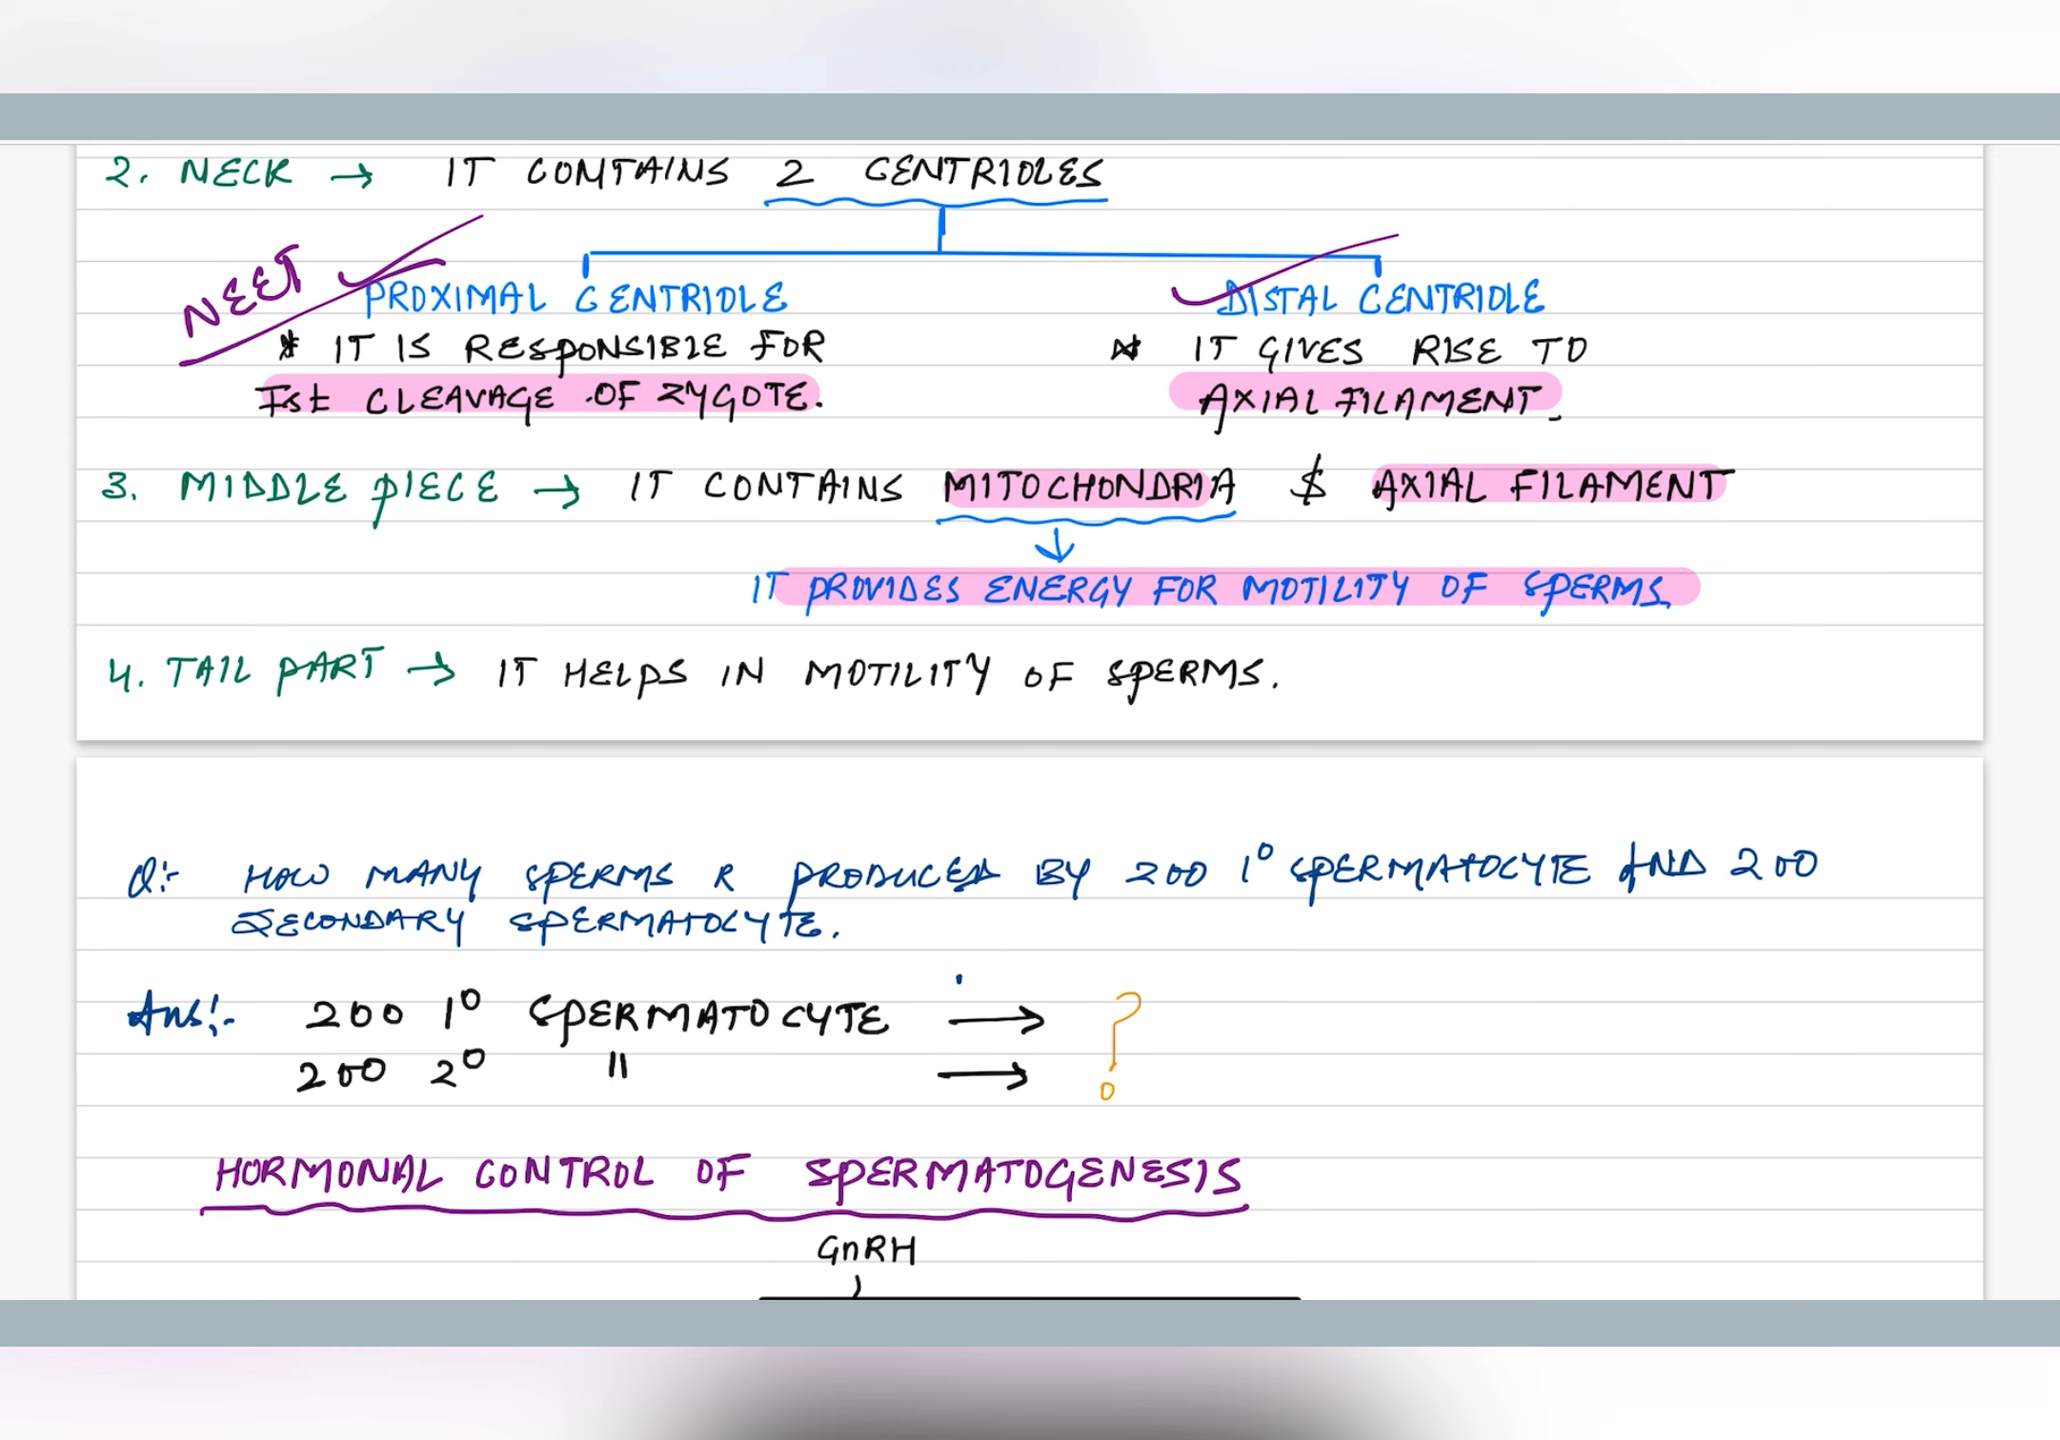 2. NECK → IT CONTAINS 2 CENTRIOLES
NEET
PROXIMAL CENTRIOLE
DISTAL CENTRIOLE
* IT IS RESPONSIBLE FOR
* IT GIVES RISE TO
Ist CLEAVAGE OF ZYGOTE.
AXIAL FILAMENT.
3. MIDDLE PIECE → IT CONTAINS MITOCHONDRIA $ AXIAL FILAMENT
IT PROVIDES ENERGY FOR MOTILITY OF SPERMS.
4. TAIL PART → IT HELPS IN MOTILITY OF SPERMS.
Q:- HOW MANY SPERMS R PRODUCED BY 200 1° SPERMATOCYTE AND 200
SECONDARY SPERMATOCYTE.
Ans:- 200 1° SPERMATOCYTE → ?
200 2° " →
HORMONAL CONTROL OF SPERMATOGENESIS
GnRH